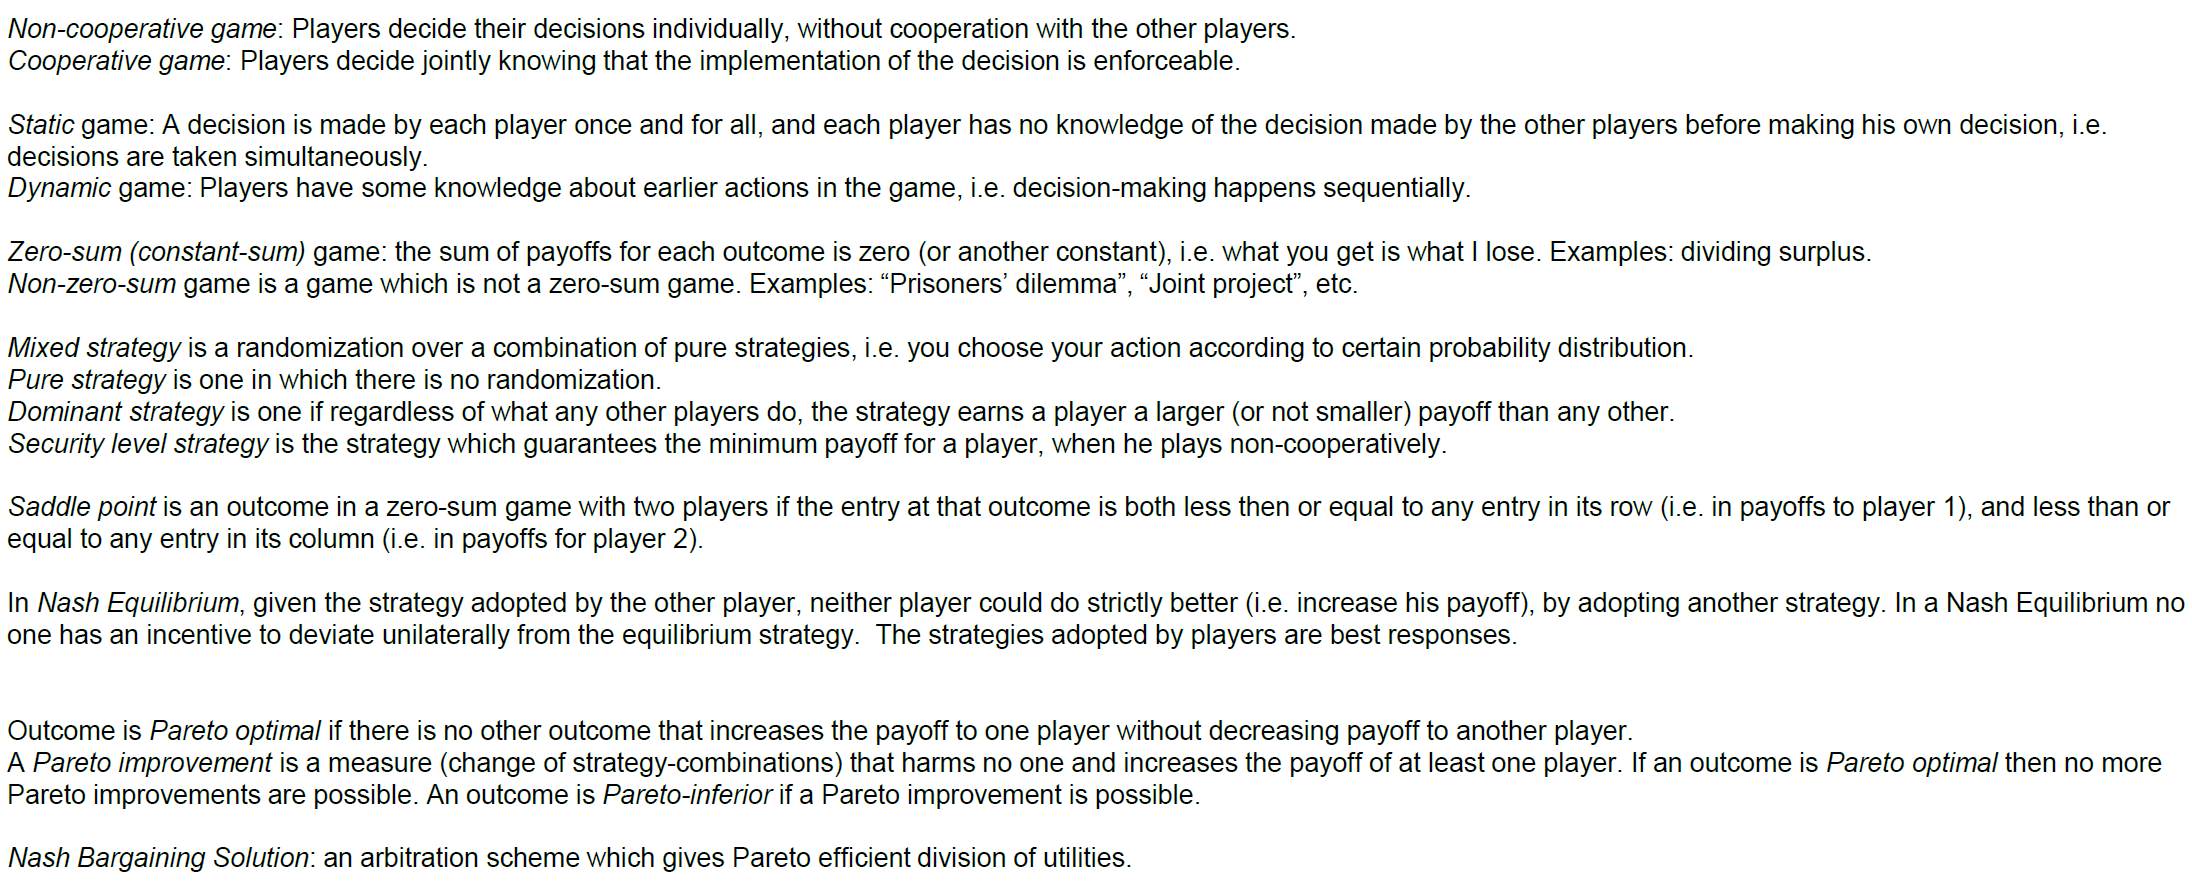 Non-cooperative game: Players decide their decisions individually, without cooperation with the other players.
Cooperative game: Players decide jointly knowing that the implementation of the decision is enforceable.
Static game: A decision is made by each player once and for all, and each player has no knowledge of the decision made by the other players before making his own decision, i.e.
decisions are taken simultaneously.
Dynamic game: Players have some knowledge about earlier actions in the game, i.e. decision-making happens sequentially.
Zero-sum (constant-sum) game: the sum of payoffs for each outcome is zero (or another constant), i.e. what you get is what I lose. Examples: dividing surplus.
Non-zero-sum game is a game which is not a zero-sum game. Examples: “Prisoners’ dilemma”, “Joint project”, etc.
Mixed strategy is a randomization over a combination of pure strategies, i.e. you choose your action according to certain probability distribution.
Pure strategy is one in which there is no randomization.
Dominant strategy is one if regardless of what any other players do, the strategy earns a player a larger (or not smaller) payoff than any other.
Security level strategy is the strategy which guarantees the minimum payoff for a player, when he plays non-cooperatively.
Saddle point is an outcome in a zero-sum game with two players if the entry at that outcome is both less then or equal to any entry in its row (i.e. in payoffs to player 1), and less than or
equal to any entry in its column (i.e. in payoffs for player 2).
In Nash Equilibrium, given the strategy adopted by the other player, neither player could do strictly better (i.e. increase his payoff), by adopting another strategy. In a Nash Equilibrium no
one has an incentive to deviate unilaterally from the equilibrium strategy.  The strategies adopted by players are best responses.
Outcome is Pareto optimal if there is no other outcome that increases the payoff to one player without decreasing payoff to another player.
A Pareto improvement is a measure (change of strategy-combinations) that harms no one and increases the payoff of at least one player. If an outcome is Pareto optimal then no more
Pareto improvements are possible. An outcome is Pareto-inferior if a Pareto improvement is possible.
Nash Bargaining Solution: an arbitration scheme which gives Pareto efficient division of utilities.